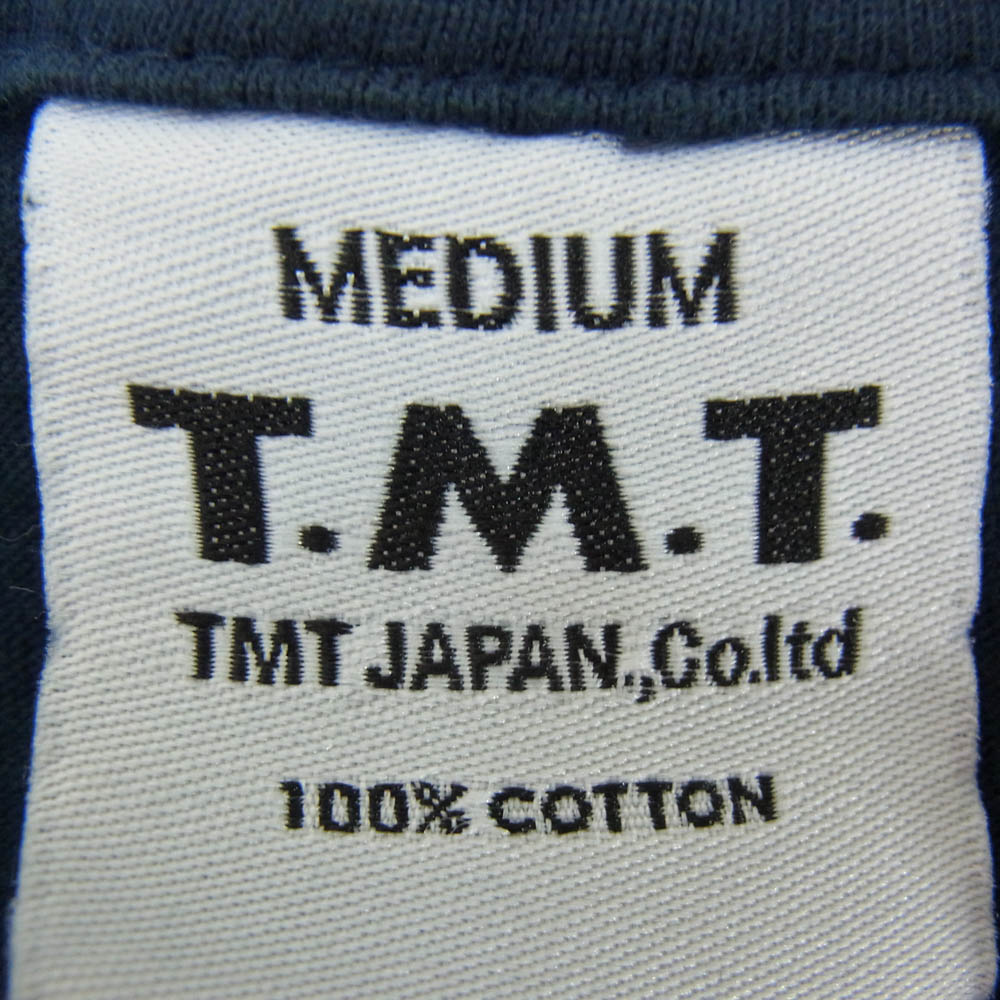 MEDIUM
T.M.T.
TMT JAPAN.,Co.ltd
100% COTTON